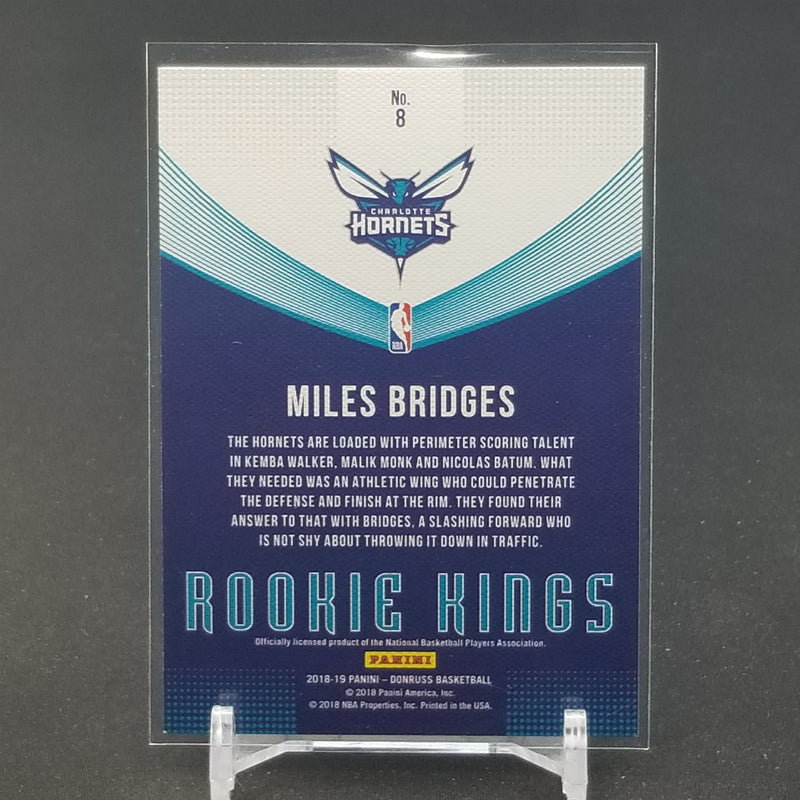 No.
8
CHARLOTTE
HORNETS
NBA
MILES BRIDGES
THE HORNETS ARE LOADED WITH PERIMETER SCORING TALENT
IN KEMBA WALKER, MALIK MONK AND NICOLAS BATUM. WHAT
THEY NEEDED WAS AN ATHLETIC WING WHO COULD PENETRATE
THE DEFENSE AND FINISH AT THE RIM. THEY FOUND THEIR
ANSWER TO THAT WITH BRIDGES, A SLASHING FORWARD WHO
IS NOT SHY ABOUT THROWING IT DOWN IN TRAFFIC.
ROOKIE KINGS
Officially licensed product of the National Basketball Players Association.
PANINI
2018-19 PANINI – DONRUSS BASKETBALL
© 2018 Panini America, Inc.
© 2018 NBA Properties, Inc. Printed in the USA.